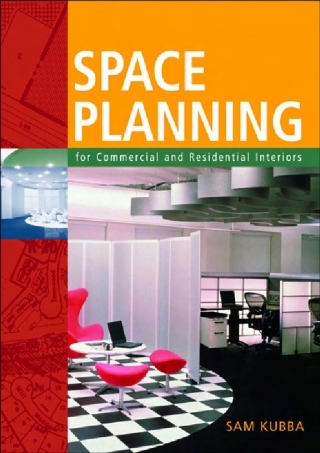 SPACE
PLANNING
for Commercial and Residential Interiors
SAM KUBBA